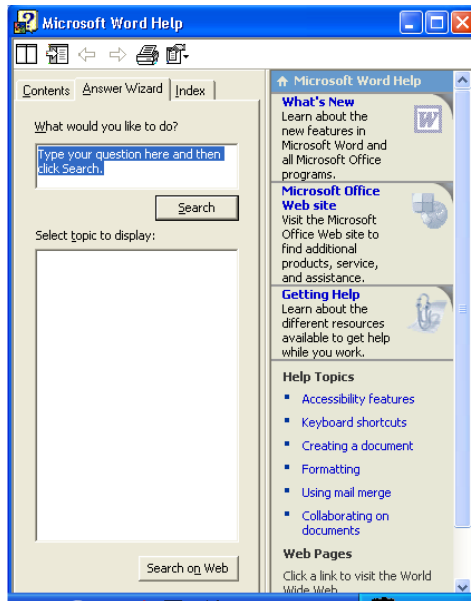 Microsoft Word Help
Contents Answer Wizard Index
What would you like to do?
Type your question here and then
click Search.
Search
Select topic to display:
Search on Web
Microsoft Word Help
What's New
Learn about the
new features in
Microsoft Word and
all Microsoft Office
programs.
W
Microsoft Office
Web site
Visit the Microsoft
Office Web site to
find additional
products, service,
and assistance.
Getting Help
Learn about the
different resources
available to get help
while you work.
Help Topics
Accessibility features
Keyboard shortcuts
Creating a document
Formatting
Using mail merge
Collaborating on
documents
Web Pages
Click a link to visit the World
Wide Web